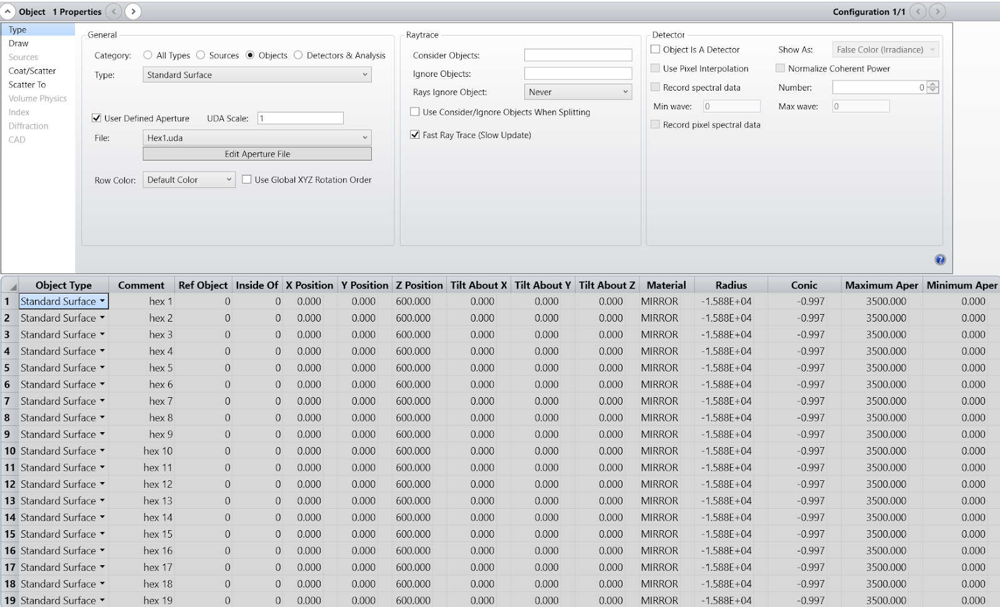 Object 1 Properties Configuration 1/1
Type
Draw
Sources
Coat/Scatter
Scatter To
Volume Physics
Index
Diffraction
CAD
General
Category: All Types Sources Objects Detectors & Analysis
Type: Standard Surface
User Defined Aperture UDA Scale: 1
File: Hex1.uda
Edit Aperture File
Row Color: Default Color Use Global XYZ Rotation Order
Raytrace
Consider Objects:
Ignore Objects:
Rays Ignore Object: Never
Use Consider/Ignore Objects When Splitting
Fast Ray Trace (Slow Update)
Detector
Object Is A Detector Show As: False Color (Irradiance)
Use Pixel Interpolation Normalize Coherent Power
Record spectral data Number: 0
Min wave: 0 Max wave: 0
Record pixel spectral data
Object Type Comment Ref Object Inside Of X Position Y Position Z Position Tilt About X Tilt About Y Tilt About Z Material Radius Conic Maximum Aper Minimum Aper
1 Standard Surface hex 1 0 0 0.000 0.000 600.000 0.000 0.000 0.000 MIRROR -1.588E+04 -0.997 3500.000 0.000
2 Standard Surface hex 2 0 0 0.000 0.000 600.000 0.000 0.000 0.000 MIRROR -1.588E+04 -0.997 3500.000 0.000
3 Standard Surface hex 3 0 0 0.000 0.000 600.000 0.000 0.000 0.000 MIRROR -1.588E+04 -0.997 3500.000 0.000
4 Standard Surface hex 4 0 0 0.000 0.000 600.000 0.000 0.000 0.000 MIRROR -1.588E+04 -0.997 3500.000 0.000
5 Standard Surface hex 5 0 0 0.000 0.000 600.000 0.000 0.000 0.000 MIRROR -1.588E+04 -0.997 3500.000 0.000
6 Standard Surface hex 6 0 0 0.000 0.000 600.000 0.000 0.000 0.000 MIRROR -1.588E+04 -0.997 3500.000 0.000
7 Standard Surface hex 7 0 0 0.000 0.000 600.000 0.000 0.000 0.000 MIRROR -1.588E+04 -0.997 3500.000 0.000
8 Standard Surface hex 8 0 0 0.000 0.000 600.000 0.000 0.000 0.000 MIRROR -1.588E+04 -0.997 3500.000 0.000
9 Standard Surface hex 9 0 0 0.000 0.000 600.000 0.000 0.000 0.000 MIRROR -1.588E+04 -0.997 3500.000 0.000
10 Standard Surface hex 10 0 0 0.000 0.000 600.000 0.000 0.000 0.000 MIRROR -1.588E+04 -0.997 3500.000 0.000
11 Standard Surface hex 11 0 0 0.000 0.000 600.000 0.000 0.000 0.000 MIRROR -1.588E+04 -0.997 3500.000 0.000
12 Standard Surface hex 12 0 0 0.000 0.000 600.000 0.000 0.000 0.000 MIRROR -1.588E+04 -0.997 3500.000 0.000
13 Standard Surface hex 13 0 0 0.000 0.000 600.000 0.000 0.000 0.000 MIRROR -1.588E+04 -0.997 3500.000 0.000
14 Standard Surface hex 14 0 0 0.000 0.000 600.000 0.000 0.000 0.000 MIRROR -1.588E+04 -0.997 3500.000 0.000
15 Standard Surface hex 15 0 0 0.000 0.000 600.000 0.000 0.000 0.000 MIRROR -1.588E+04 -0.997 3500.000 0.000
16 Standard Surface hex 16 0 0 0.000 0.000 600.000 0.000 0.000 0.000 MIRROR -1.588E+04 -0.997 3500.000 0.000
17 Standard Surface hex 17 0 0 0.000 0.000 600.000 0.000 0.000 0.000 MIRROR -1.588E+04 -0.997 3500.000 0.000
18 Standard Surface hex 18 0 0 0.000 0.000 600.000 0.000 0.000 0.000 MIRROR -1.588E+04 -0.997 3500.000 0.000
19 Standard Surface hex 19 0 0 0.000 0.000 600.000 0.000 0.000 0.000 MIRROR -1.588E+04 -0.997 3500.000 0.000